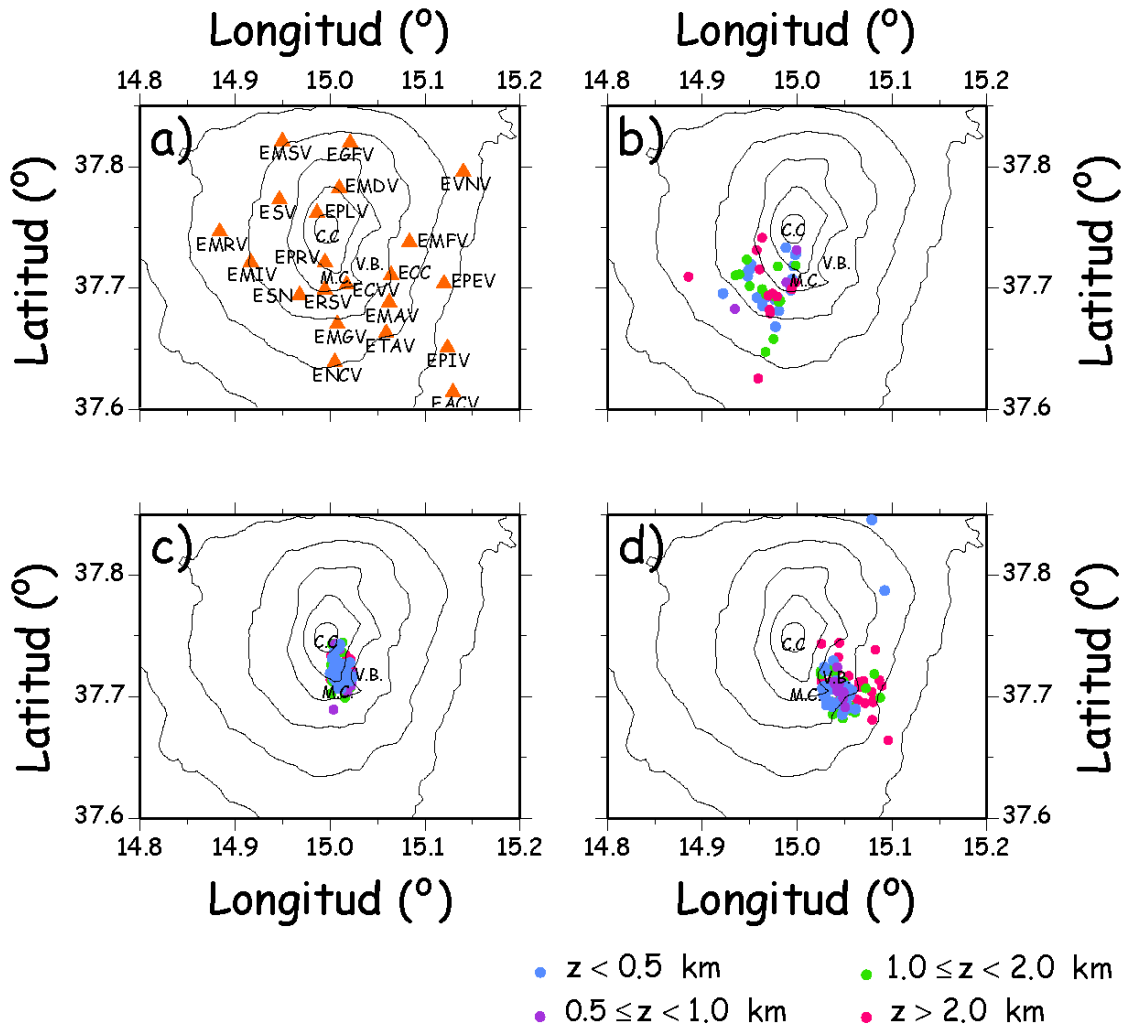 Longitud (°) Longitud (°)
14.8 14.9 15.0 15.1 15.2 14.8 14.9 15.0 15.1 15.2
Latitud (°)
37.8
37.7
37.6
a)
EMSV
EGFV
EVNV
EMDV
ESV
EPLV
C.C
EMRV
EMFV
EPRV
V.B.
EMIV
M.C.
ECC
EPEV
ESN
ERSV
ECVV
EMAV
EMGV
ETAV
EPIV
ENCV
EACV
b)
C.C
V.B.
M.C.
37.8
37.7
37.6
Latitud (°)
Latitud (°)
37.8
37.7
37.6
c)
C.C
V.B.
M.C.
d)
C.C
V.B.
M.C.
37.8
37.7
37.6
Latitud (°)
14.8 14.9 15.0 15.1 15.2 14.8 14.9 15.0 15.1 15.2
Longitud (°) Longitud (°)
z < 0.5 km 1.0 ≤ z < 2.0 km
0.5 ≤ z < 1.0 km z > 2.0 km